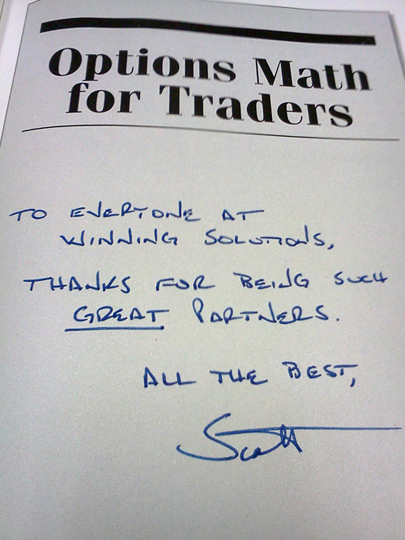 Options Math
for Traders
TO EVERYONE AT
WINNING SOLUTIONS,
THANKS FOR BEING SUCH
GREAT PARTNERS.
ALL THE BEST,
Scott